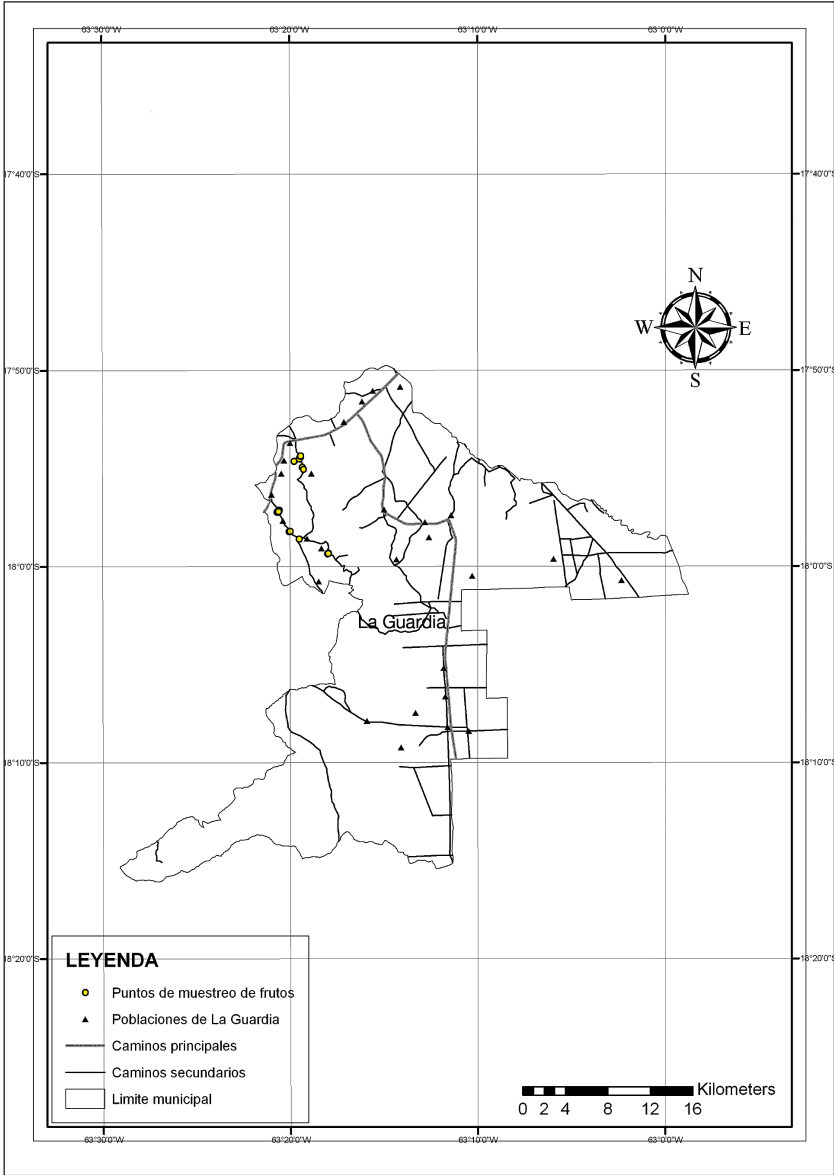 63°30'0"W 63°20'0"W 63°10'0"W 63°0'0"W
17°40'0"S 17°40'0"S
N
W E
S
17°50'0"S 17°50'0"S
18°0'0"S 18°0'0"S
La Guardia
18°10'0"S 18°10'0"S
18°20'0"S 18°20'0"S
LEYENDA
Puntos de muestreo de frutos
Poblaciones de La Guardia
Caminos principales
Caminos secundarios
Limite municipal
Kilometers
0 2 4 8 12 16
63°30'0"W 63°20'0"W 63°10'0"W 63°0'0"W